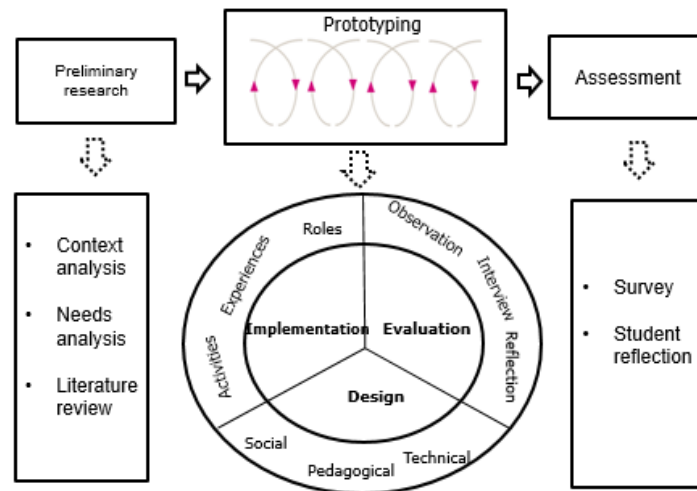 Preliminary
research
Prototyping
Assessment
Context
analysis
Needs
analysis
Literature
review
Roles
Experiences
Activities
Observation
Interview
Reflection
Implementation
Evaluation
Design
Social
Pedagogical
Technical
Survey
Student
reflection